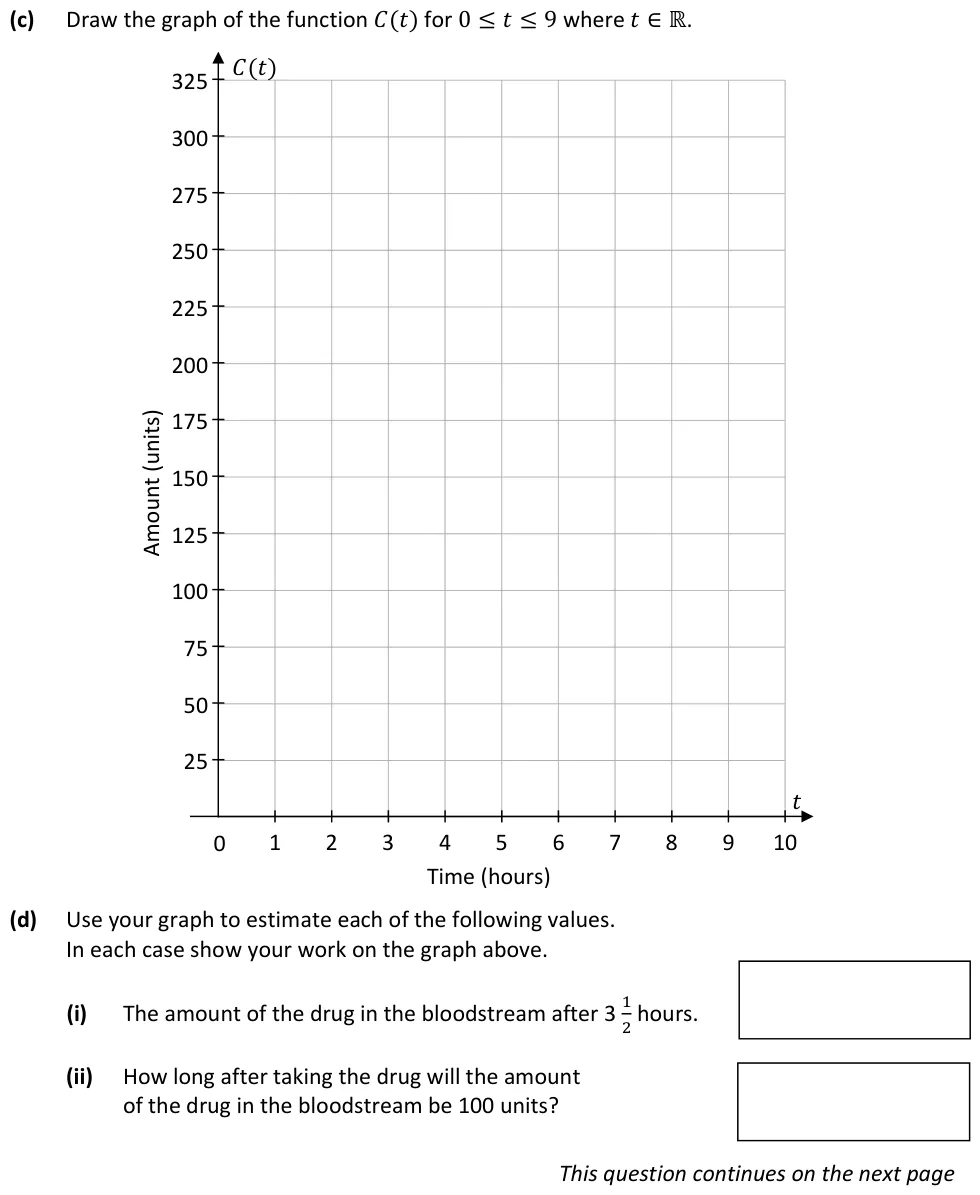 (c) Draw the graph of the function C(t) for 0 ≤ t ≤ 9 where t ∈ ℝ.
C(t)
325
300
275
250
225
200
175
150
125
100
75
50
25
Amount (units)
t
0 1 2 3 4 5 6 7 8 9 10
Time (hours)
(d) Use your graph to estimate each of the following values.
In each case show your work on the graph above.
(i) The amount of the drug in the bloodstream after 3 1/2 hours.
(ii) How long after taking the drug will the amount
of the drug in the bloodstream be 100 units?
This question continues on the next page